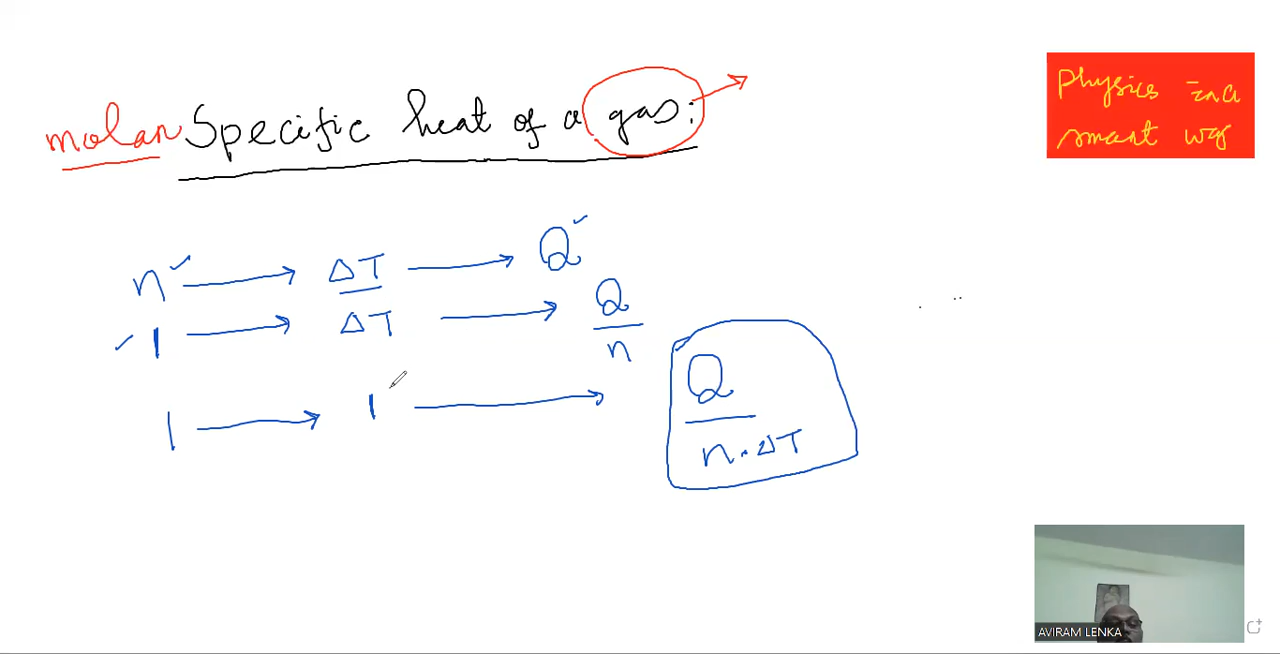 molar Specific heat of a gas:
Physics in a
smart way
n → ΔT → Q
1 → ΔT → Q/n
1 → 1 → Q/n.ΔT
AVIRAM LENKA